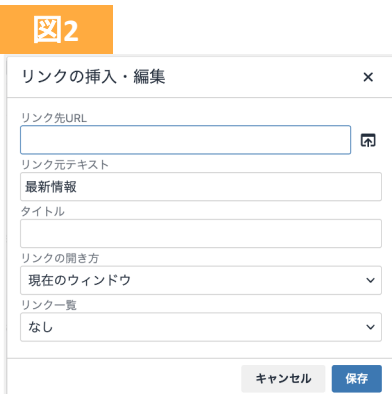 図2
リンクの挿入・編集
リンク先URL
リンク元テキスト
最新情報
タイトル
リンクの開き方
現在のウィンドウ
リンク一覧
なし
キャンセル 保存